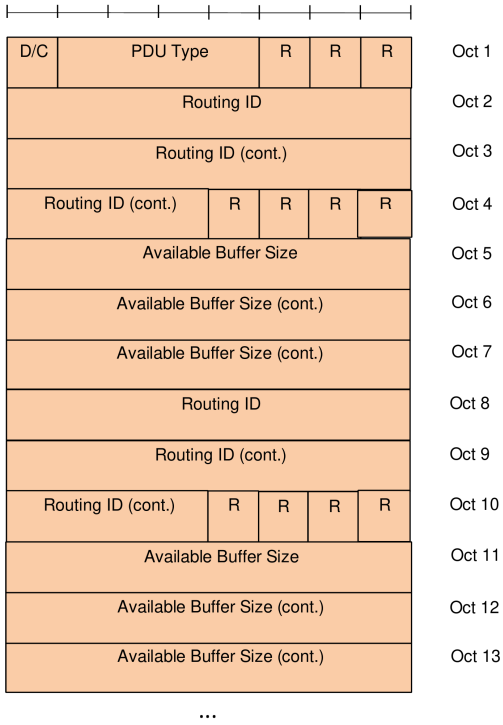 D/C PDU Type R R R Oct 1
Routing ID Oct 2
Routing ID (cont.) Oct 3
Routing ID (cont.) R R R R Oct 4
Available Buffer Size Oct 5
Available Buffer Size (cont.) Oct 6
Available Buffer Size (cont.) Oct 7
Routing ID Oct 8
Routing ID (cont.) Oct 9
Routing ID (cont.) R R R R Oct 10
Available Buffer Size Oct 11
Available Buffer Size (cont.) Oct 12
Available Buffer Size (cont.) Oct 13
...